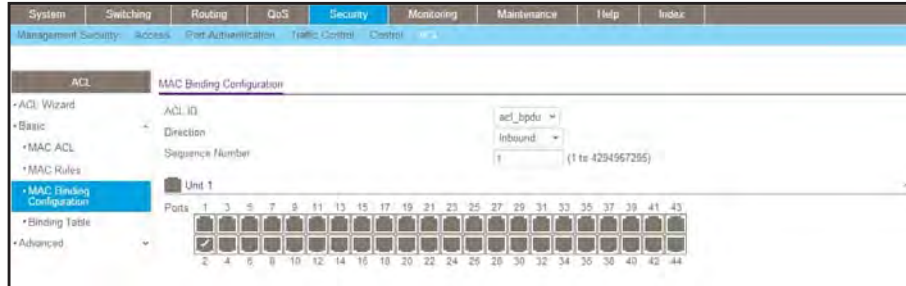 System Switching Routing QoS Security Monitoring Maintenance Help Index
Management Security Access Port Authentication Traffic Control Control ACL
ACL
MAC Binding Configuration
ACL Wizard
Basic
MAC ACL
MAC Rules
MAC Binding Configuration
Binding Table
Advanced
ACL ID acl_bpdu
Direction Inbound
Sequence Number 1 (1 to 4294967295)
Unit 1
Ports 1 3 5 7 9 11 13 15 17 19 21 23 25 27 29 31 33 35 37 39 41 43
2 4 6 8 10 12 14 16 18 20 22 24 26 28 30 32 34 36 38 40 42 44